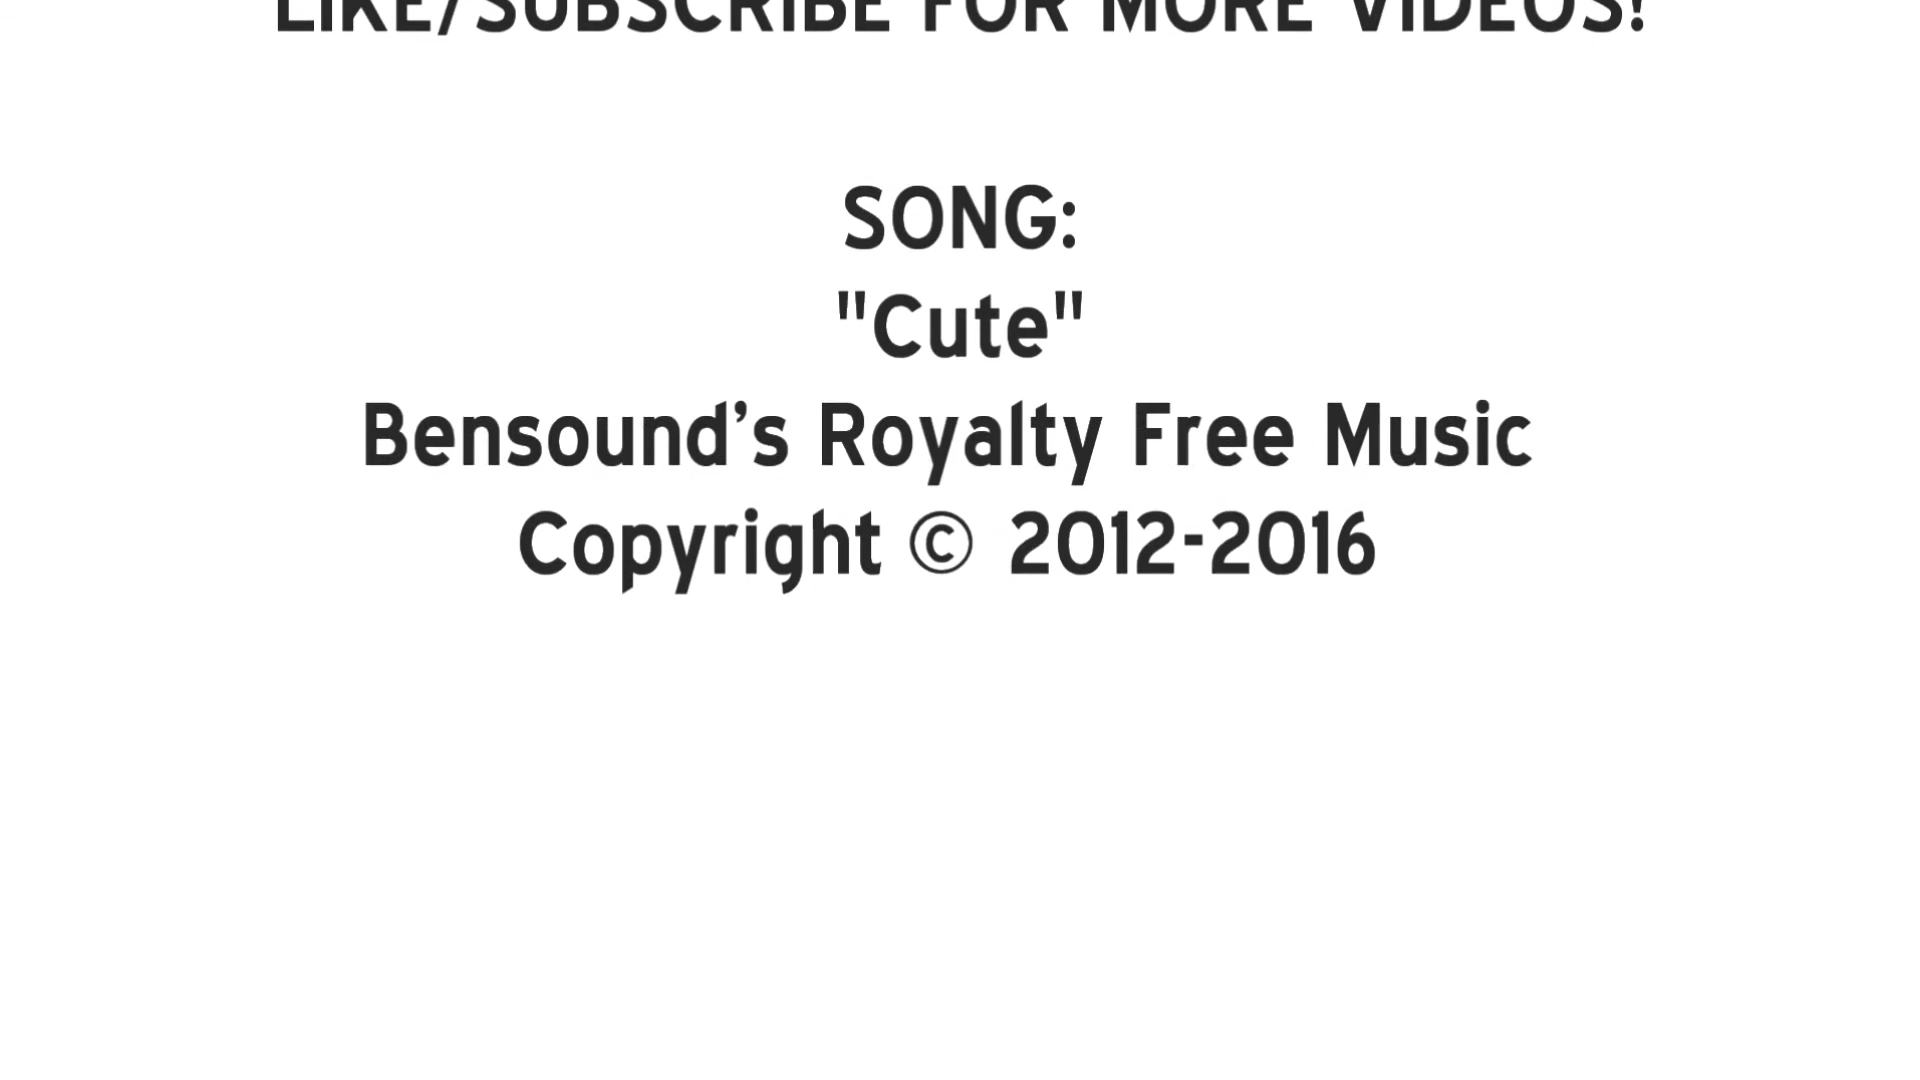 LIKE/SUBSCRIBE FOR MORE VIDEOS!
SONG:
"Cute"
Bensound’s Royalty Free Music
Copyright © 2012-2016